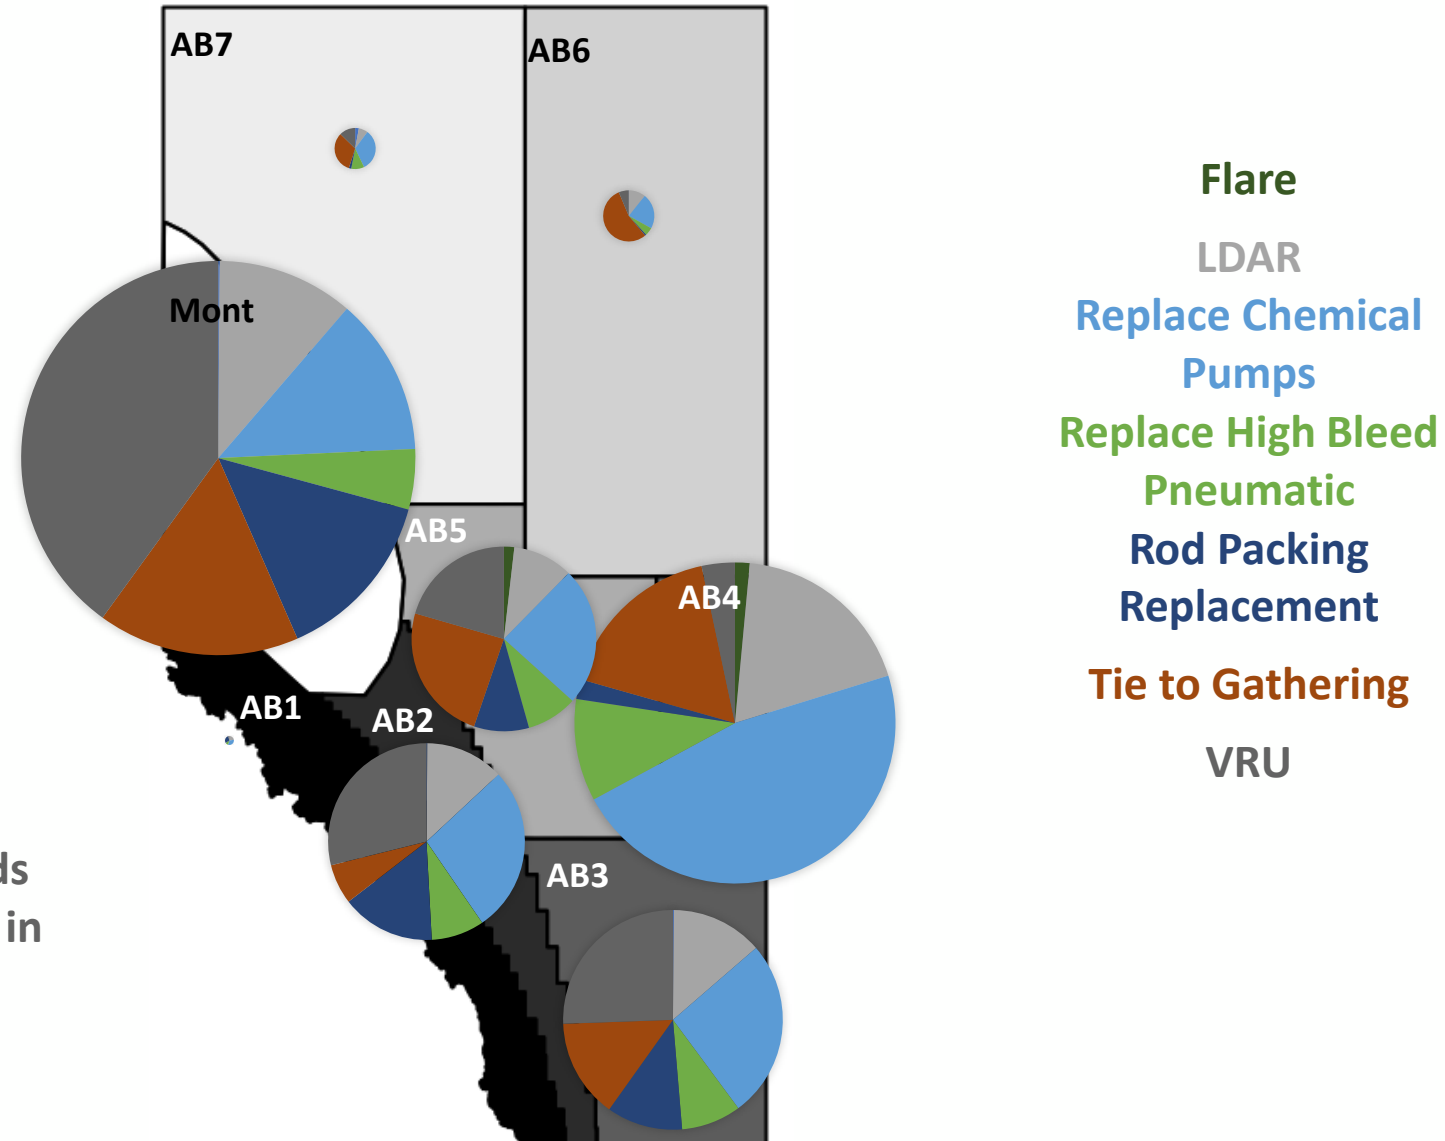 AB7
AB6
Mont
AB5
AB4
AB1
AB2
AB3
in
Flare
LDAR
Replace Chemical
Pumps
Replace High Bleed
Pneumatic
Rod Packing
Replacement
Tie to Gathering
VRU